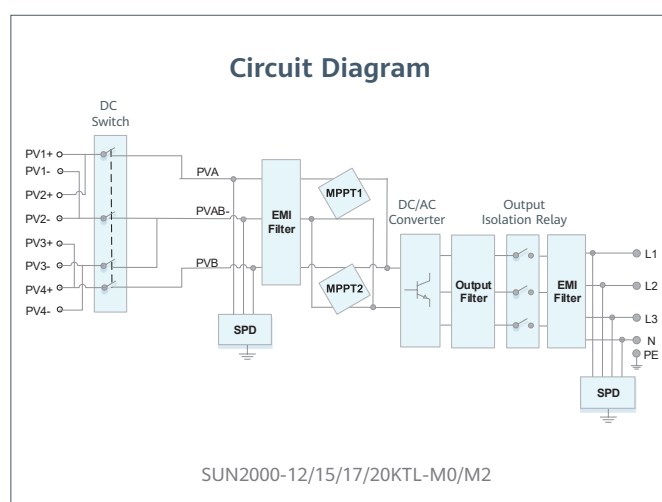 Circuit Diagram
DC
Switch
PV1+
PV1-
PV2+
PV2-
PV3+
PV3-
PV4+
PV4-
PVA
PVAB-
PVB
EMI
Filter
SPD
MPPT1
MPPT2
DC/AC
Converter
Output
Filter
Output
Isolation Relay
EMI
Filter
L1
L2
L3
N
PE
SPD
SUN2000-12/15/17/20KTL-M0/M2